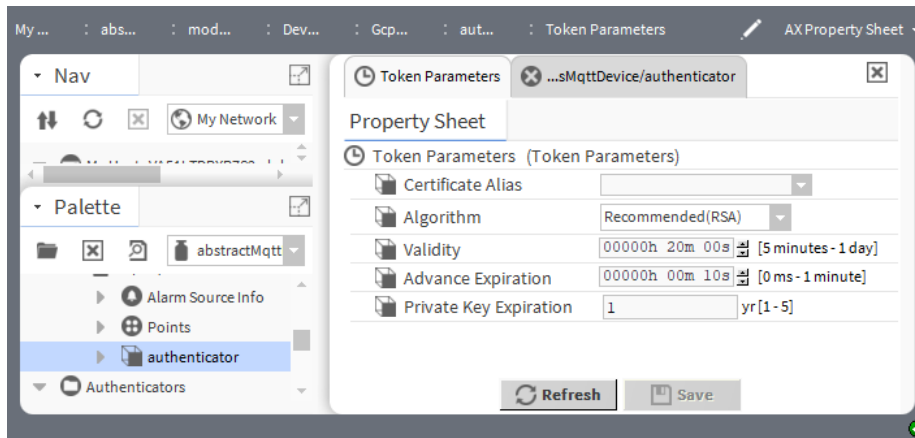 My ... : abs... : mod... : Dev... : Gcp... : aut... : Token Parameters AX Property Sheet
Nav
My Network
Palette
abstractMqtt
Alarm Source Info
Points
authenticator
Authenticators
Token Parameters ...sMqttDevice/authenticator
Property Sheet
Token Parameters (Token Parameters)
Certificate Alias
Algorithm Recommended(RSA)
Validity 00000h 20m 00s [5 minutes - 1 day]
Advance Expiration 00000h 00m 10s [0 ms - 1 minute]
Private Key Expiration 1 yr [1 - 5]
Refresh Save